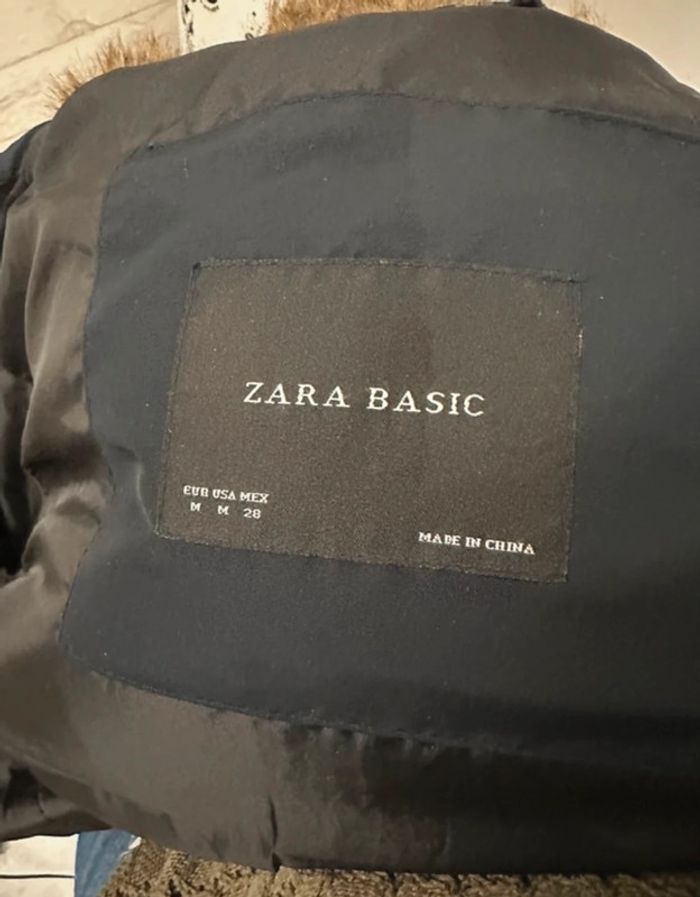 ZARA BASIC
EUR USA MEX
M M 28
MADE IN CHINA